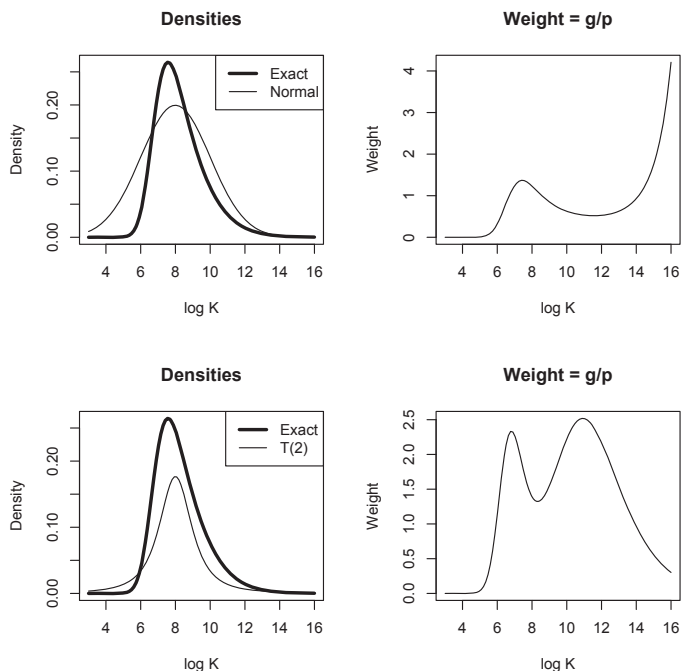 Densities
Density
0.00
0.10
0.20
4 6 8 10 12 14 16
log K
Exact
Normal
Weight = g/p
Weight
0
1
2
3
4
4 6 8 10 12 14 16
log K
Densities
Density
0.00
0.10
0.20
4 6 8 10 12 14 16
log K
Exact
T(2)
Weight = g/p
Weight
0.0
0.5
1.0
1.5
2.0
2.5
4 6 8 10 12 14 16
log K